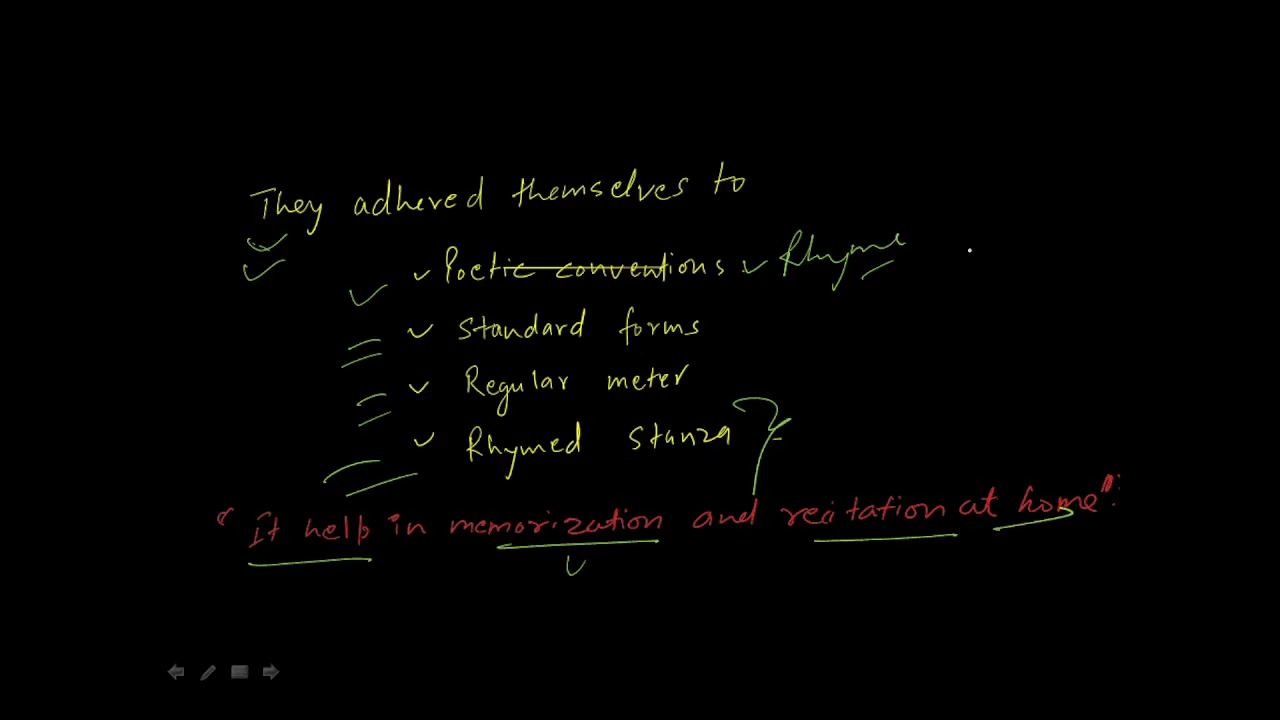 They adhered themselves to
Poetic conventions Rhyme
Standard forms
Regular meter
Rhymed stanza
"It help in memorization and recitation at home"